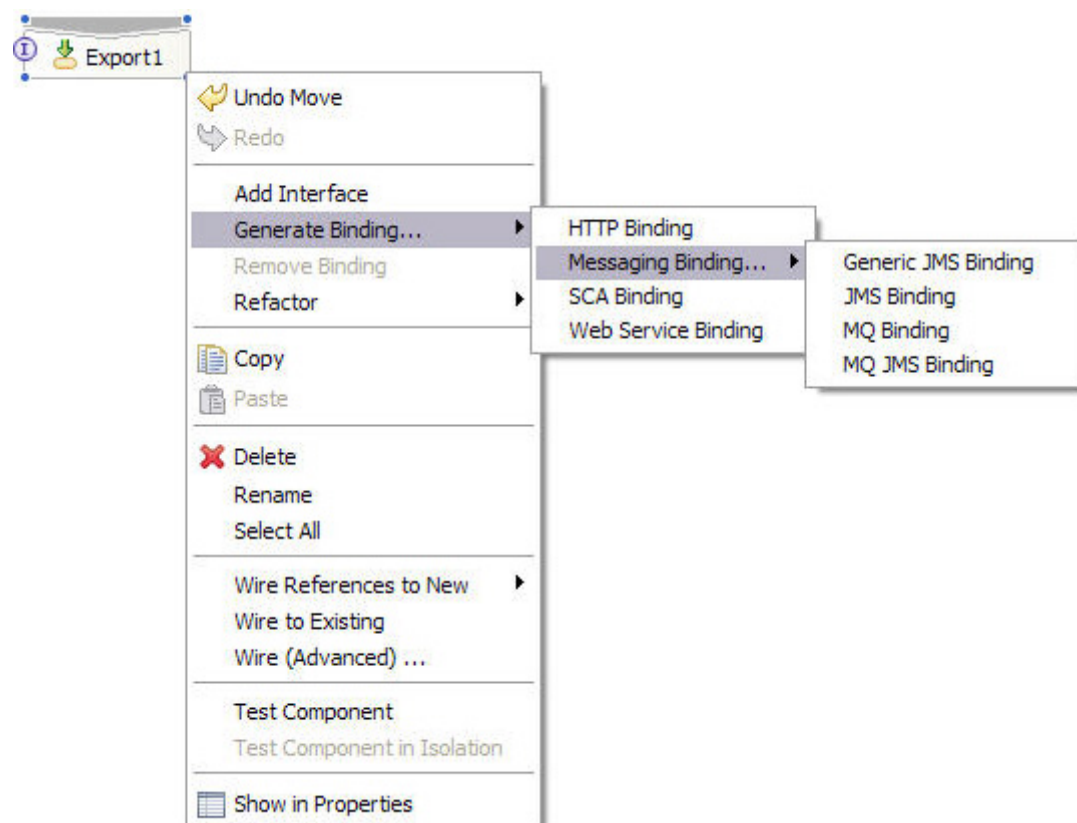 Export1
Undo Move
Redo
Add Interface
Generate Binding...
Remove Binding
Refactor
Copy
Paste
Delete
Rename
Select All
Wire References to New
Wire to Existing
Wire (Advanced) ...
Test Component
Test Component in Isolation
Show in Properties
HTTP Binding
Messaging Binding...
SCA Binding
Web Service Binding
Generic JMS Binding
JMS Binding
MQ Binding
MQ JMS Binding